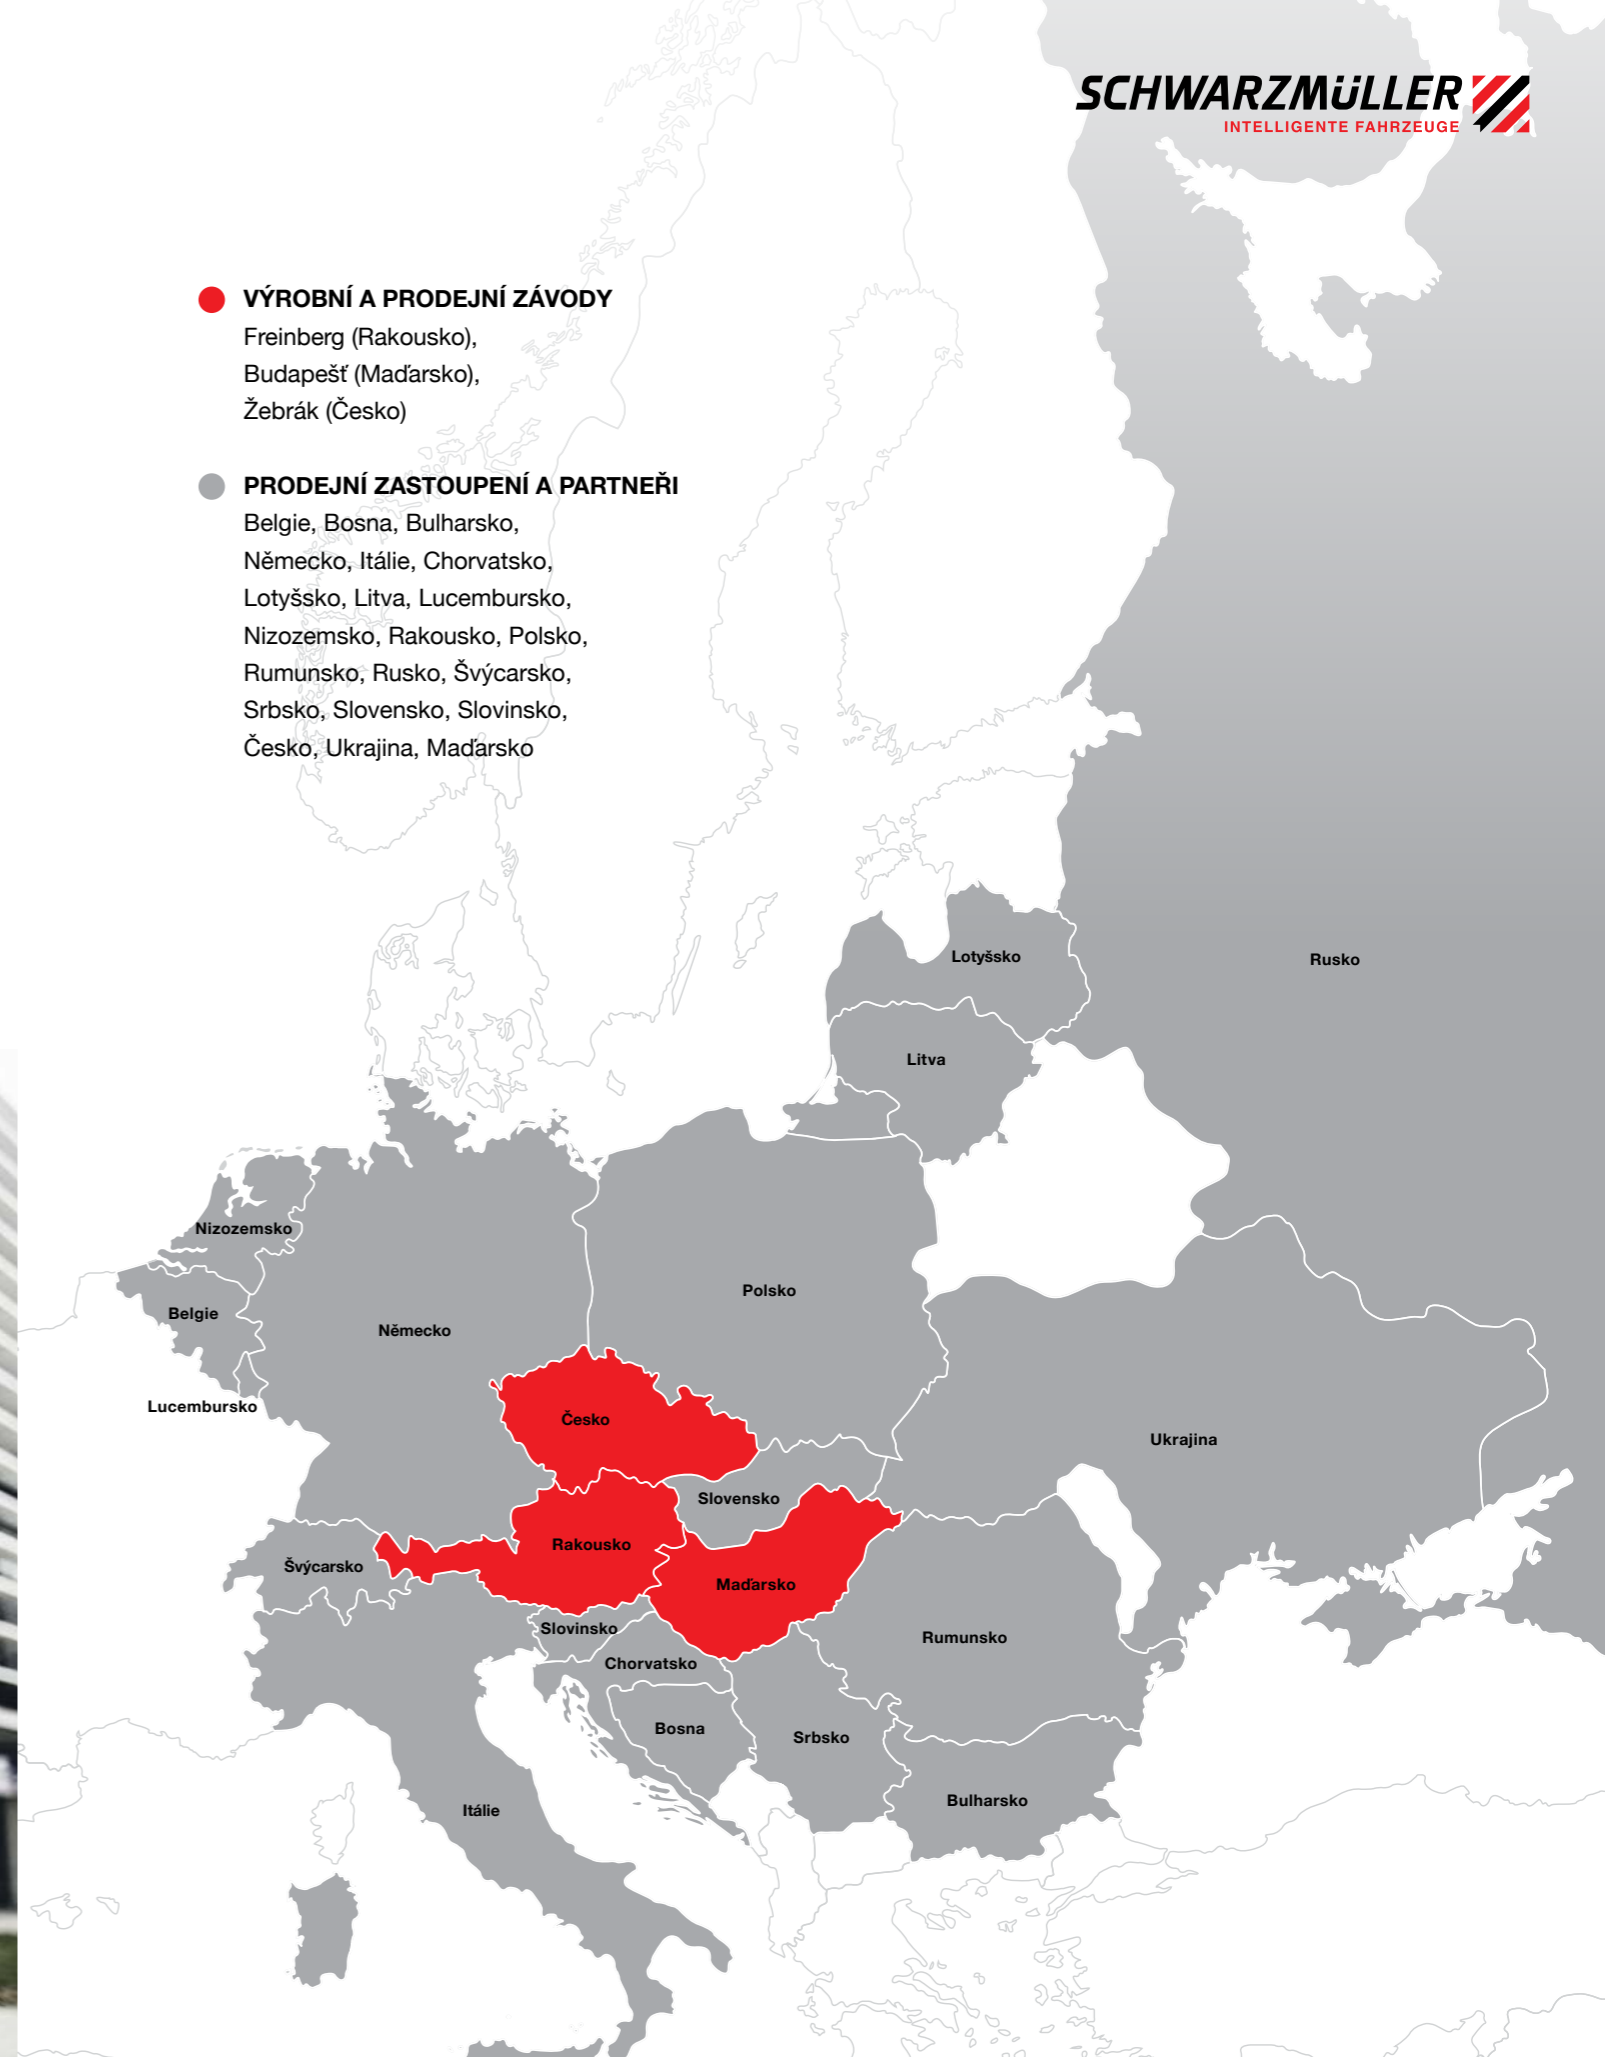 SCHWARZMÜLLER
INTELLIGENTE FAHRZEUGE
VÝROBNÍ A PRODEJNÍ ZÁVODY
Freinberg (Rakousko),
Budapešť (Maďarsko),
Žebrák (Česko)
PRODEJNÍ ZASTOUPENÍ A PARTNEŘI
Belgie, Bosna, Bulharsko,
Německo, Itálie, Chorvatsko,
Lotyšsko, Litva, Lucembursko,
Nizozemsko, Rakousko, Polsko,
Rumunsko, Rusko, Švýcarsko,
Srbsko, Slovensko, Slovinsko,
Česko, Ukrajina, Maďarsko
Lotyšsko
Rusko
Litva
Nizozemsko
Polsko
Belgie
Německo
Lucembursko
Česko
Ukrajina
Slovensko
Rakousko
Švýcarsko
Maďarsko
Slovinsko
Rumunsko
Chorvatsko
Bosna
Srbsko
Bulharsko
Itálie